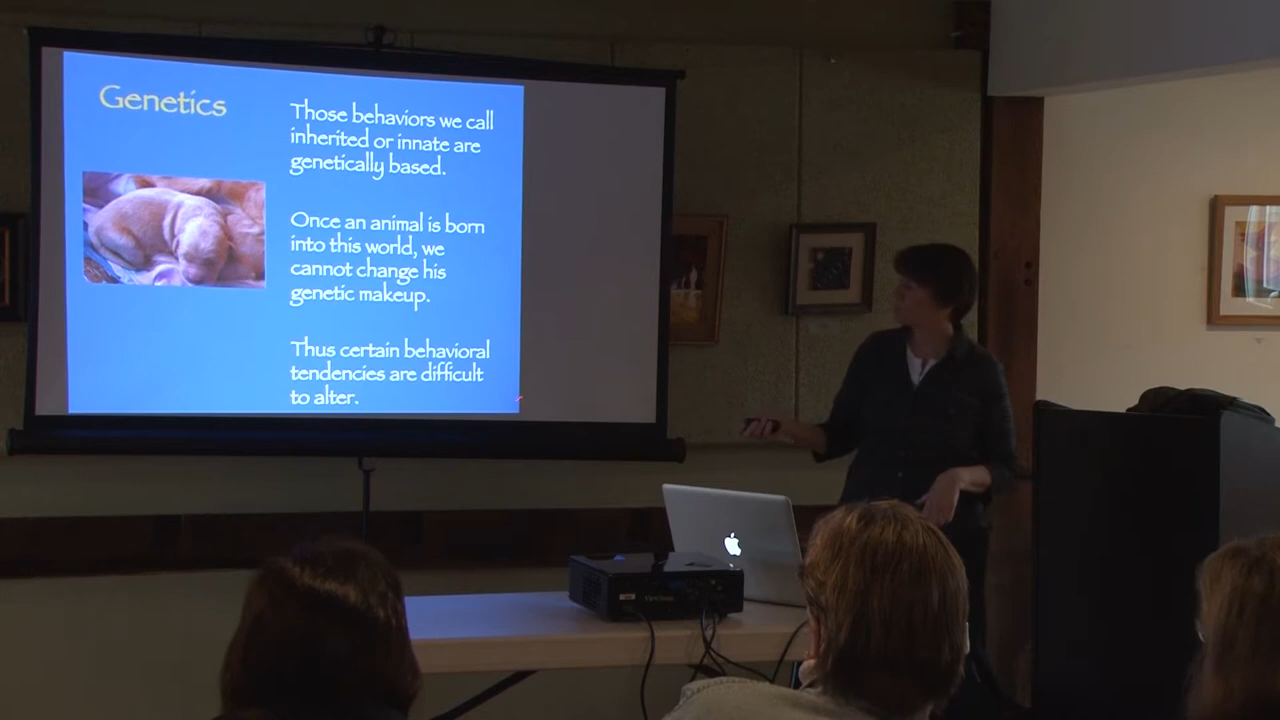 Genetics
Those behaviors we call
inherited or innate are
genetically based.
Once an animal is born
into this world, we
cannot change his
genetic makeup.
Thus certain behavioral
tendencies are difficult
to alter.
ViewSonic